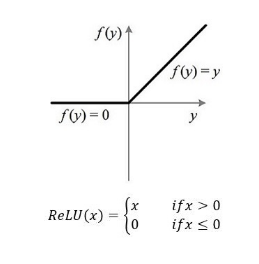 f(y)
f(y)=y
f(y)=0
y
ReLU(x) = {x if x > 0
0 if x ≤ 0